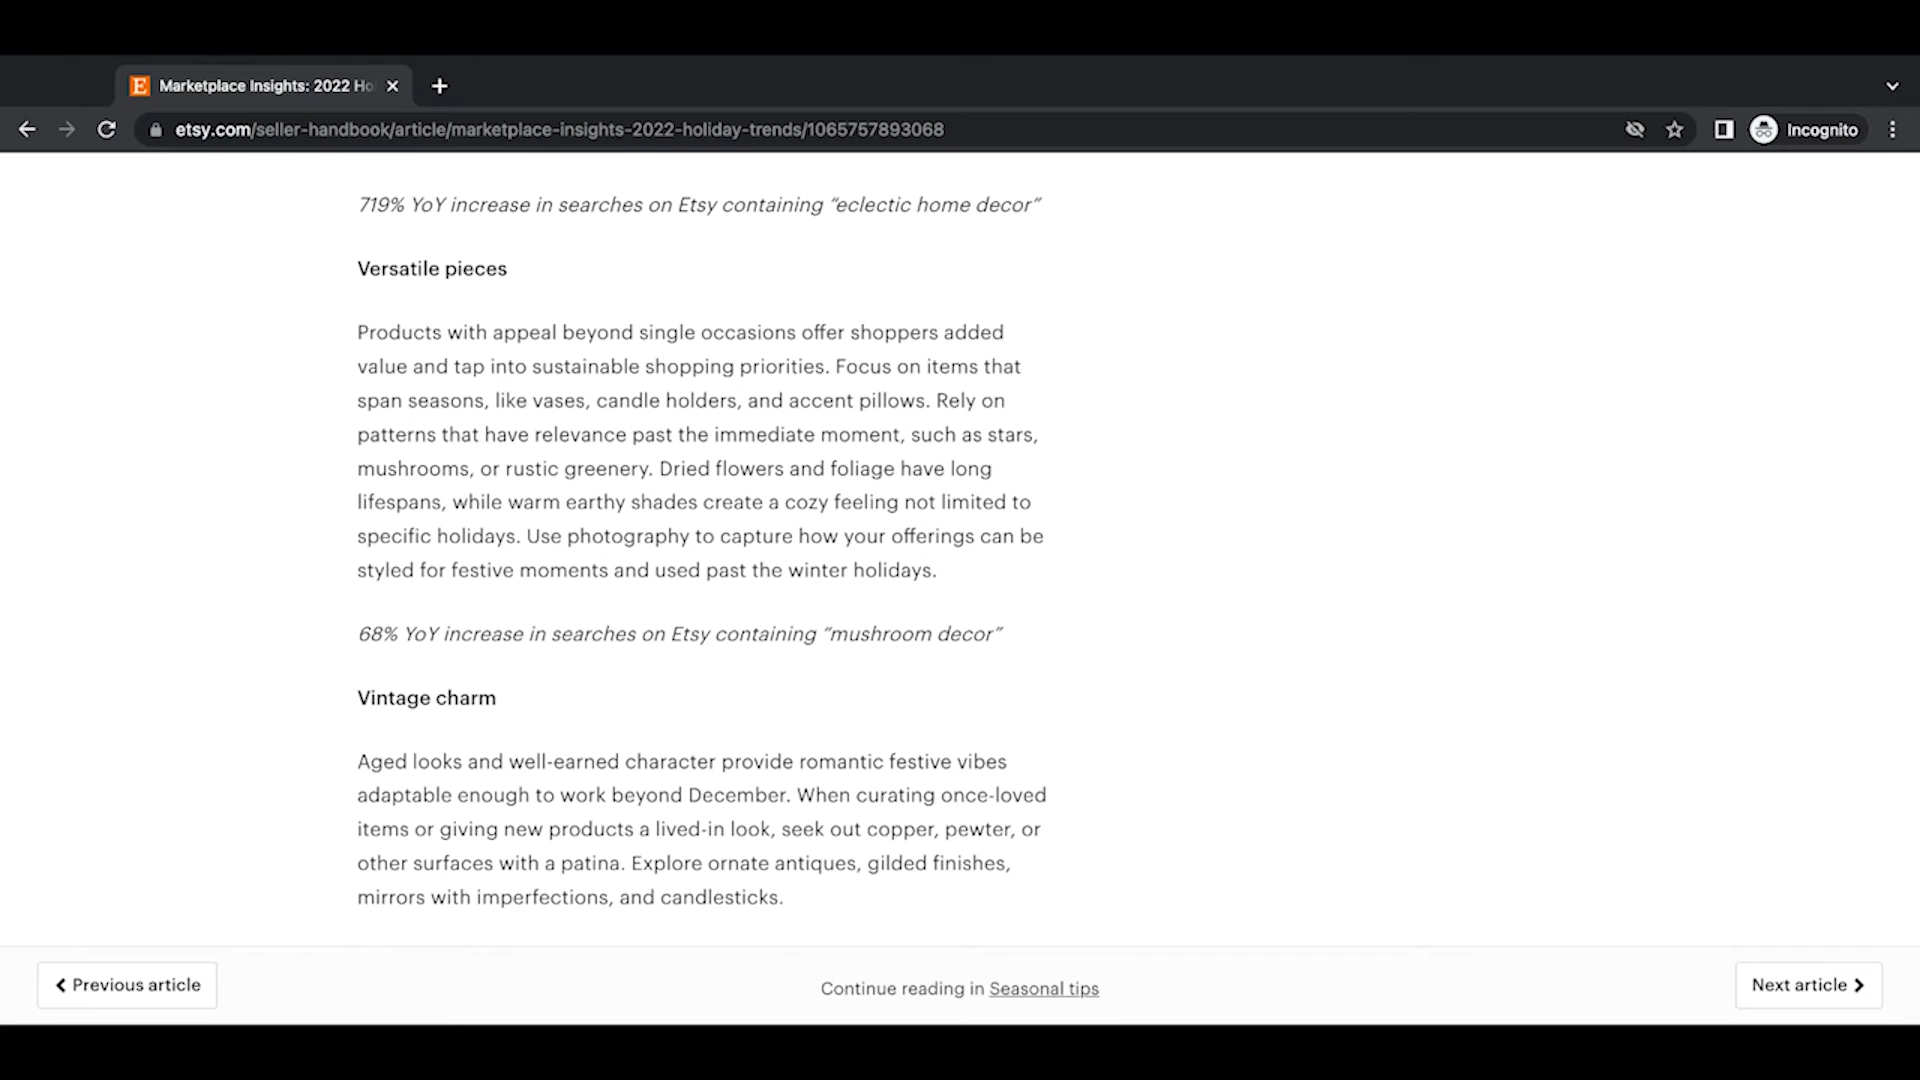 Marketplace Insights: 2022 Ho
etsy.com/seller-handbook/article/marketplace-insights-2022-holiday-trends/1065757893068
Incognito
719% YoY increase in searches on Etsy containing “eclectic home decor”
Versatile pieces
Products with appeal beyond single occasions offer shoppers added
value and tap into sustainable shopping priorities. Focus on items that
span seasons, like vases, candle holders, and accent pillows. Rely on
patterns that have relevance past the immediate moment, such as stars,
mushrooms, or rustic greenery. Dried flowers and foliage have long
lifespans, while warm earthy shades create a cozy feeling not limited to
specific holidays. Use photography to capture how your offerings can be
styled for festive moments and used past the winter holidays.
68% YoY increase in searches on Etsy containing “mushroom decor”
Vintage charm
Aged looks and well-earned character provide romantic festive vibes
adaptable enough to work beyond December. When curating once-loved
items or giving new products a lived-in look, seek out copper, pewter, or
other surfaces with a patina. Explore ornate antiques, gilded finishes,
mirrors with imperfections, and candlesticks.
Previous article
Continue reading in Seasonal tips
Next article